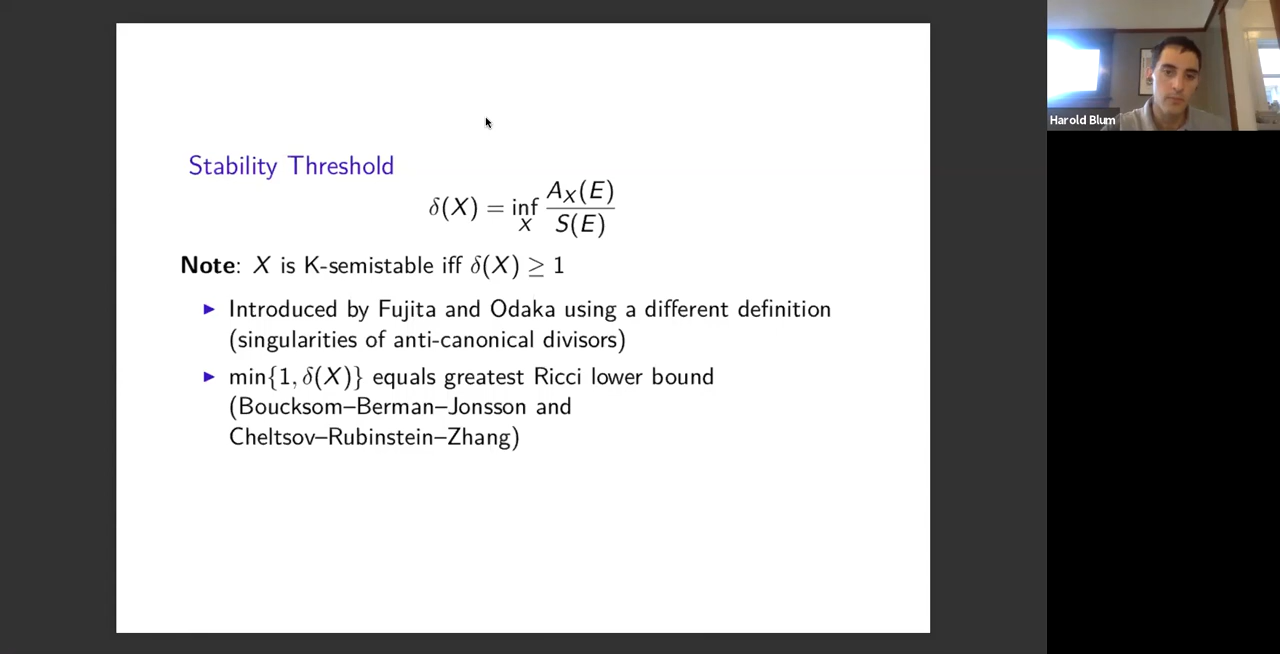 Stability Threshold
δ(X) = inf_X A_X(E) / S(E)
Note: X is K-semistable iff δ(X) ≥ 1
▶ Introduced by Fujita and Odaka using a different definition
(singularities of anti-canonical divisors)
▶ min{1, δ(X)} equals greatest Ricci lower bound
(Boucksom–Berman–Jonsson and
Cheltsov–Rubinstein–Zhang)
Harold Blum